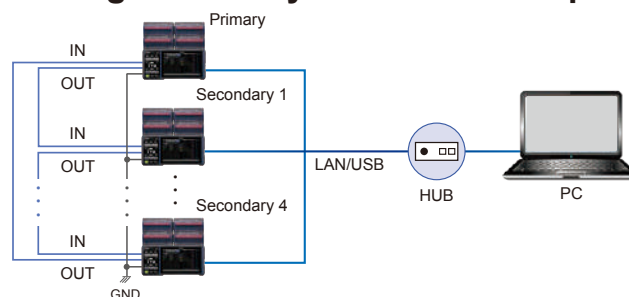 Primary
IN
OUT
Secondary 1
IN
OUT
LAN/USB
HUB
PC
Secondary 4
IN
OUT
GND